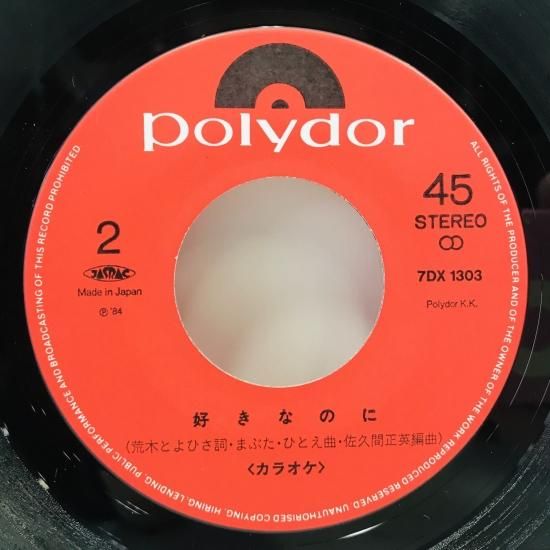 polydor
2
JASRAC
Made in Japan
Ⓟ '84
45
STEREO
∞
7DX 1303
Polydor K.K.
好きなのに
(荒木とよひさ詞・まぶた・ひとえ曲・佐久間正英編曲)
〈カラオケ〉
ALL RIGHTS OF THE PRODUCER AND OF THE OWNER OF THE WORK REPRODUCED RESERVED UNAUTHORISED COPYING, HIRING, LENDING, PUBLIC PERFORMANCE AND BROADCASTING OF THIS RECORD PROHIBITED